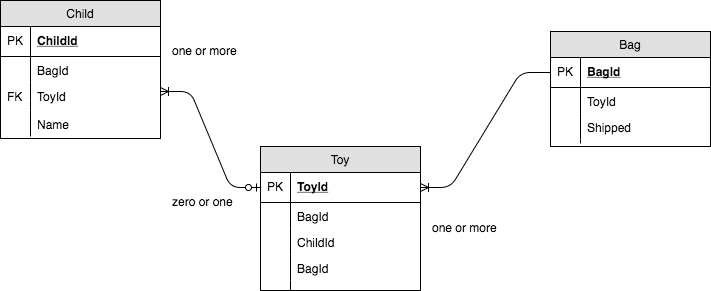 Child
PK ChildId
BagId
FK ToyId
Name
one or more
zero or one
Toy
PK ToyId
BagId
ChildId
BagId
one or more
Bag
PK BagId
ToyId
Shipped